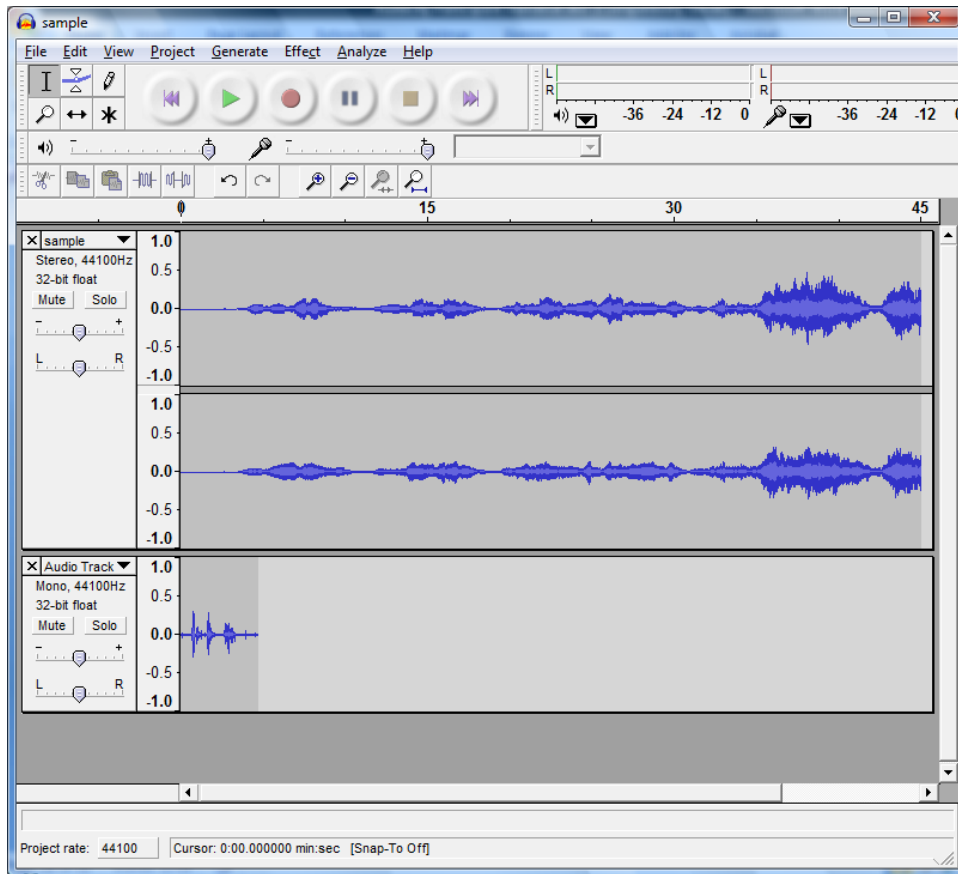 sample
File Edit View Project Generate Effect Analyze Help
L
R
-36 -24 -12 0
L
R
-36 -24 -12 0
- +
- +
0 15 30 45
sample
Stereo, 44100Hz
32-bit float
Mute Solo
- +
L R
1.0
0.5
0.0
-0.5
-1.0
1.0
0.5
0.0
-0.5
-1.0
Audio Track
Mono, 44100Hz
32-bit float
Mute Solo
- +
L R
1.0
0.5
0.0
-0.5
-1.0
Project rate: 44100 Cursor: 0:00.000000 min:sec [Snap-To Off]